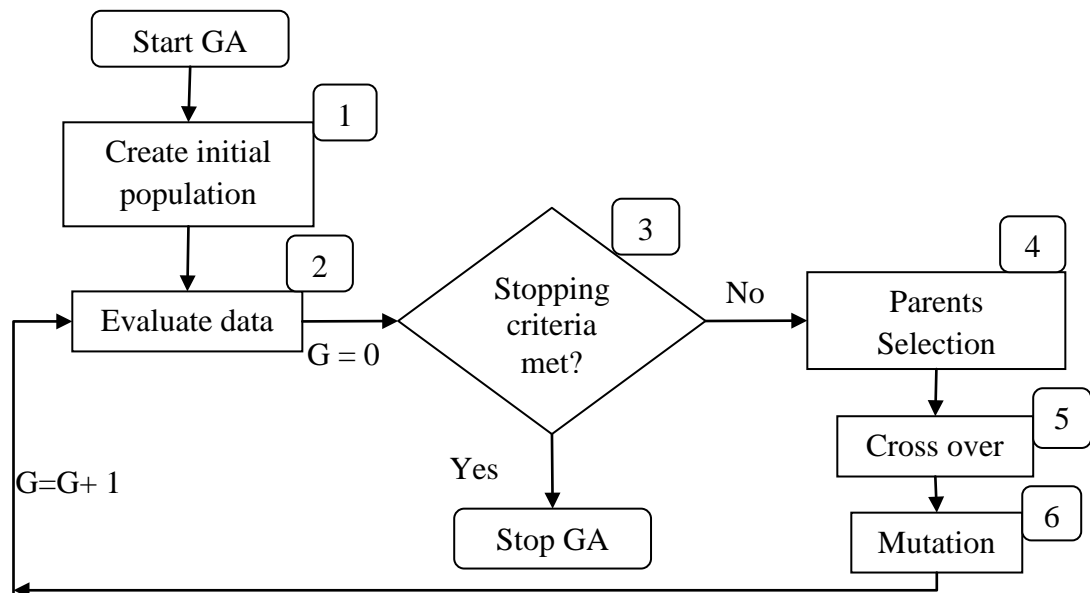 Start GA
1
Create initial
population
2
Evaluate data
G = 0
3
Stopping
criteria
met?
No
Yes
Stop GA
4
Parents
Selection
5
Cross over
6
Mutation
G=G+ 1